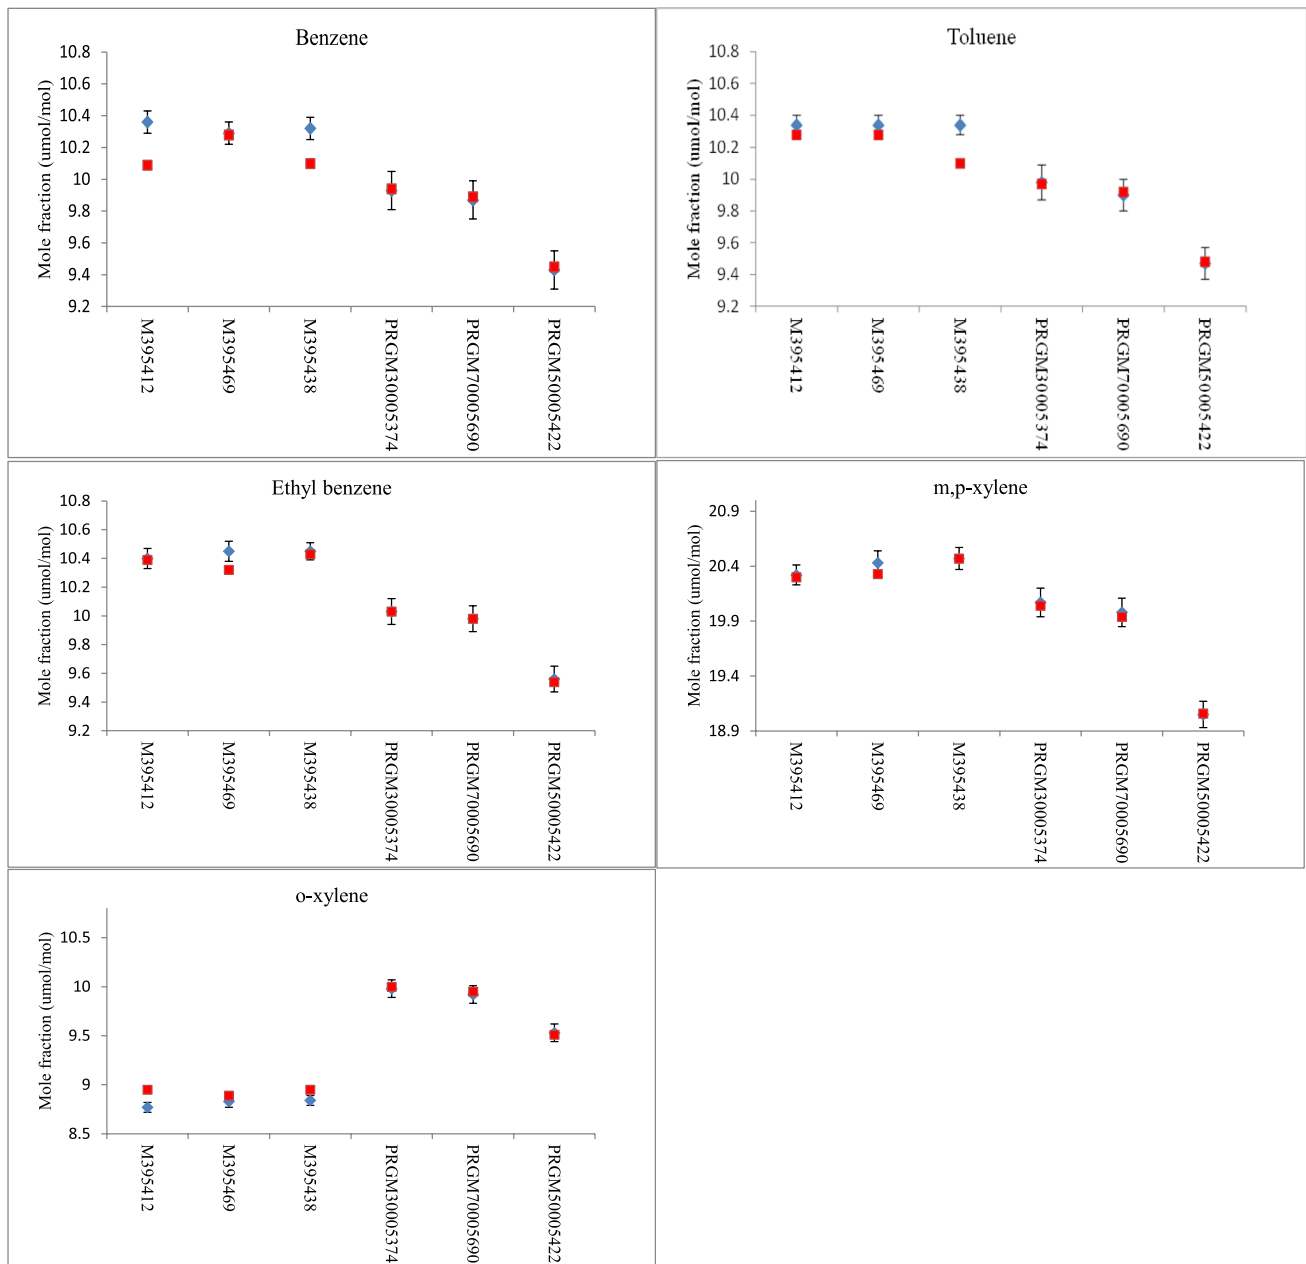 Benzene
Mole fraction (umol/mol)
10.8
10.6
10.4
10.2
10
9.8
9.6
9.4
9.2
M395412
M395469
M395438
PRGM30005374
PRGM70005690
PRGM50005422
Toluene
Mole fraction (umol/mol)
10.8
10.6
10.4
10.2
10
9.8
9.6
9.4
9.2
M395412
M395469
M395438
PRGM30005374
PRGM70005690
PRGM50005422
Ethyl benzene
Mole fraction (umol/mol)
10.8
10.6
10.4
10.2
10
9.8
9.6
9.4
9.2
M395412
M395469
M395438
PRGM30005374
PRGM70005690
PRGM50005422
m,p-xylene
Mole fraction (umol/mol)
20.9
20.4
19.9
19.4
18.9
M395412
M395469
M395438
PRGM30005374
PRGM70005690
PRGM50005422
o-xylene
Mole fraction (umol/mol)
10.5
10
9.5
9
8.5
M395412
M395469
M395438
PRGM30005374
PRGM70005690
PRGM50005422